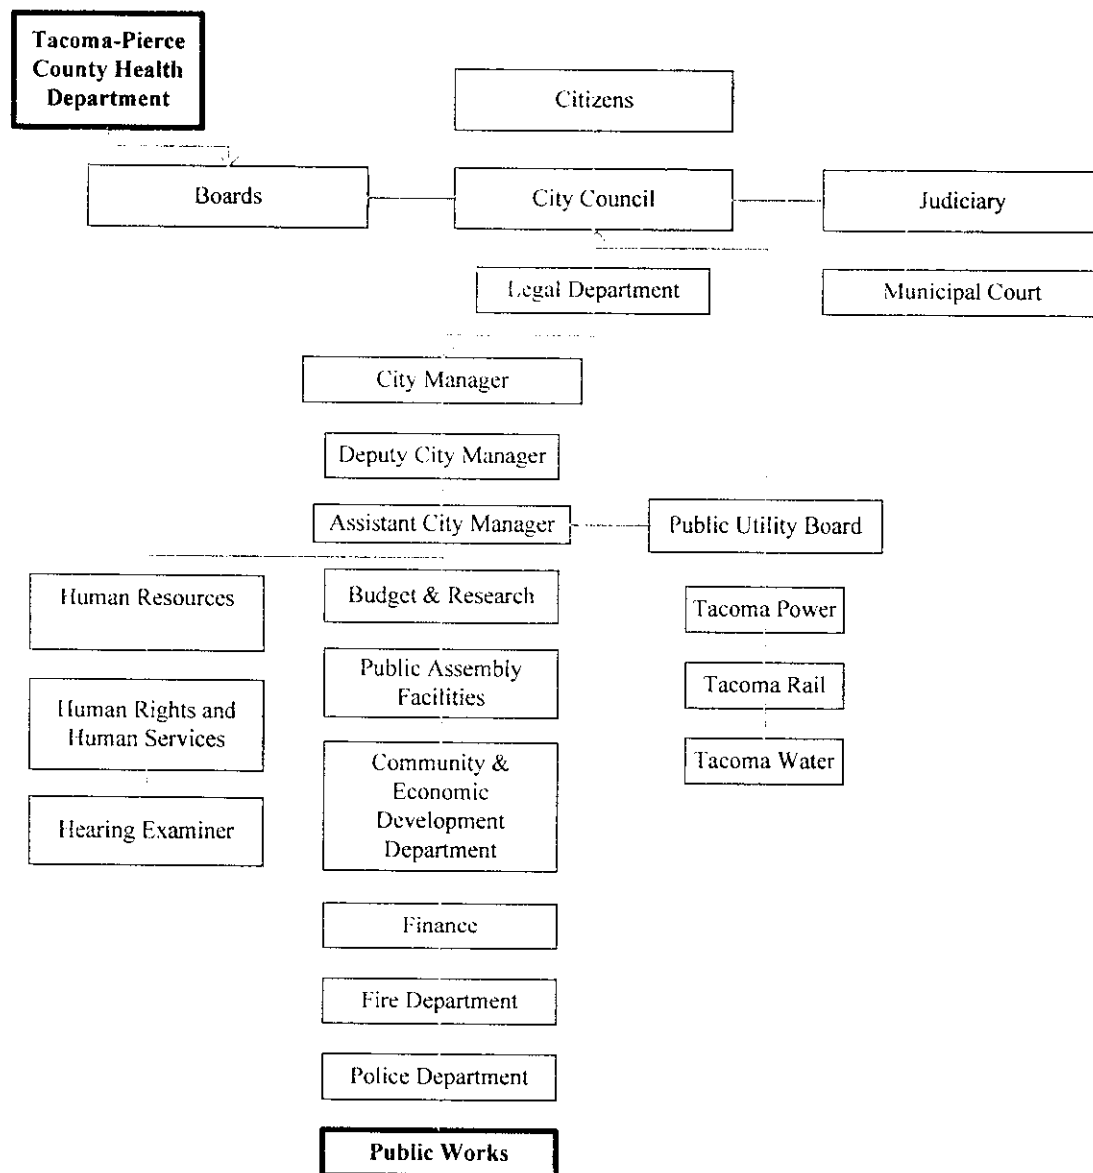 Tacoma-Pierce
County Health
Department
Citizens
Boards
City Council
Judiciary
Legal Department
Municipal Court
City Manager
Deputy City Manager
Assistant City Manager
Public Utility Board
Human Resources
Budget & Research
Tacoma Power
Public Assembly
Facilities
Tacoma Rail
Human Rights and
Human Services
Community &
Economic
Development
Department
Tacoma Water
Hearing Examiner
Finance
Fire Department
Police Department
Public Works